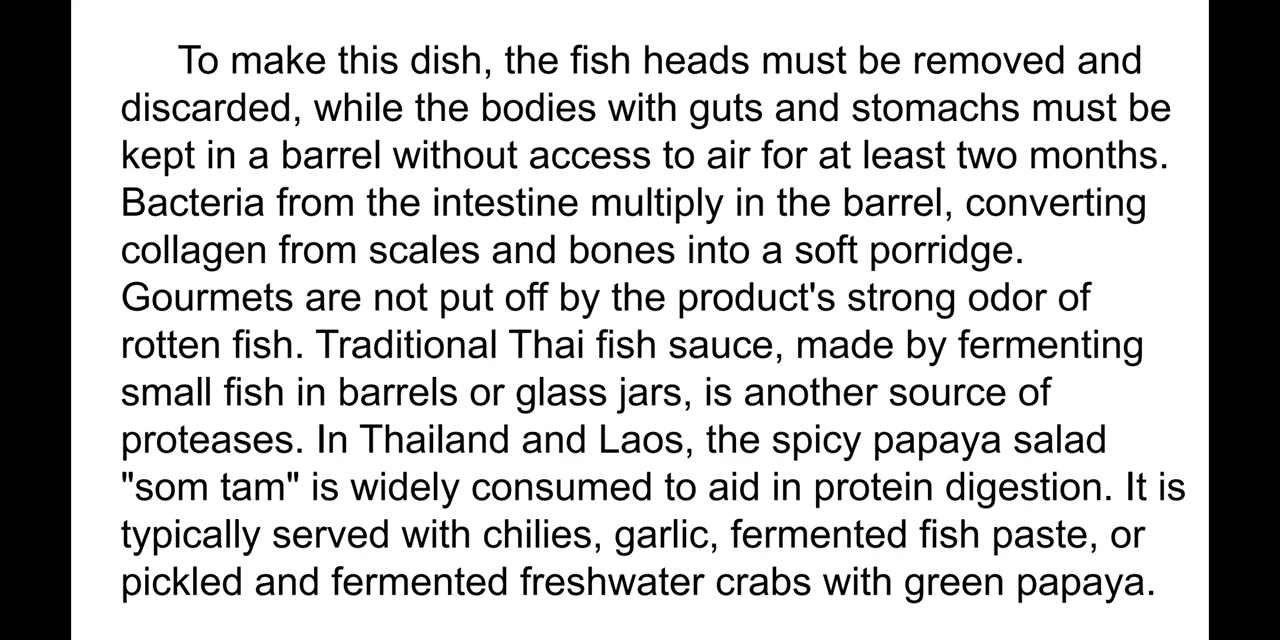 To make this dish, the fish heads must be removed and
discarded, while the bodies with guts and stomachs must be
kept in a barrel without access to air for at least two months.
Bacteria from the intestine multiply in the barrel, converting
collagen from scales and bones into a soft porridge.
Gourmets are not put off by the product's strong odor of
rotten fish. Traditional Thai fish sauce, made by fermenting
small fish in barrels or glass jars, is another source of
proteases. In Thailand and Laos, the spicy papaya salad
"som tam" is widely consumed to aid in protein digestion. It is
typically served with chilies, garlic, fermented fish paste, or
pickled and fermented freshwater crabs with green papaya.